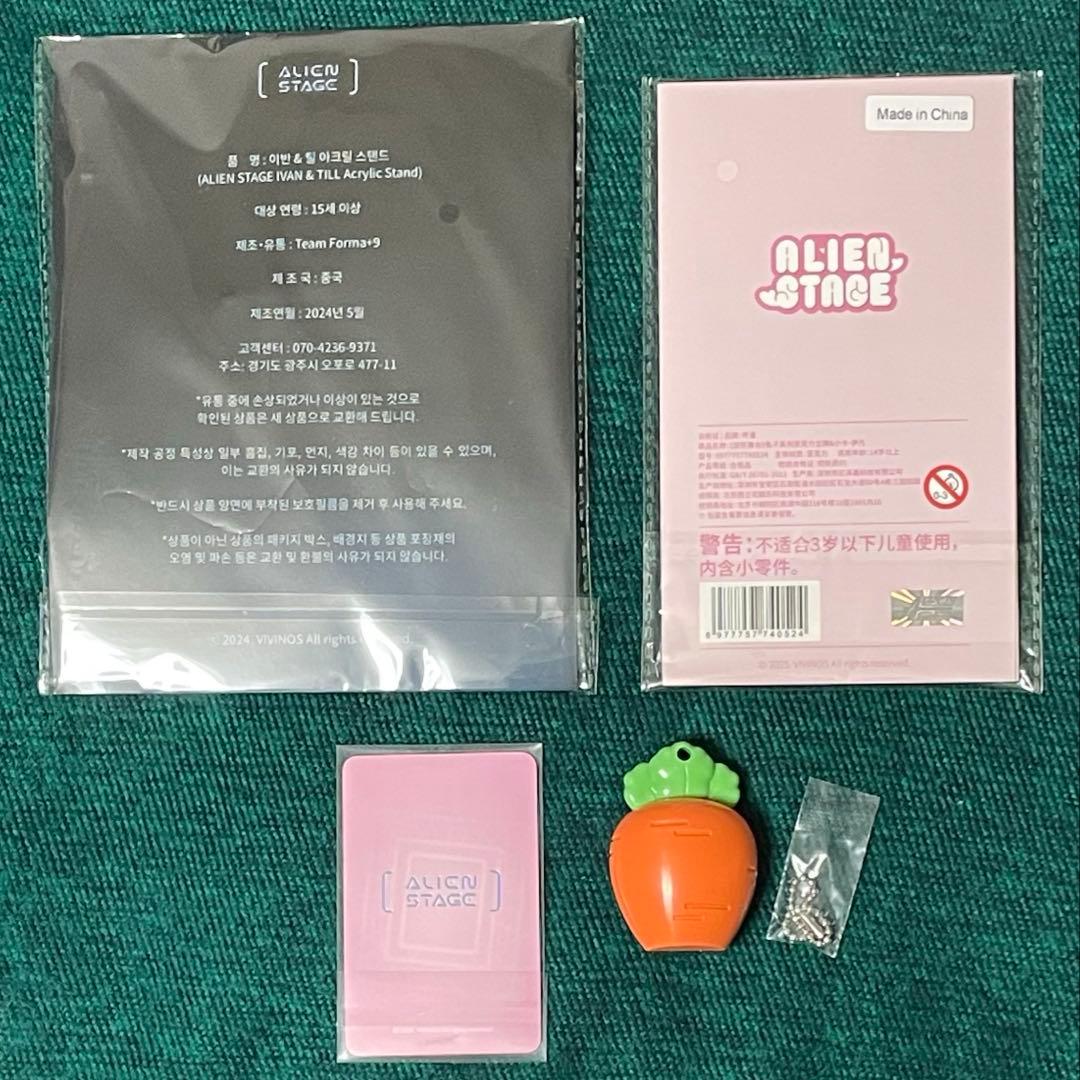 ALIEN
STAGE
품 명 : 이반 & 틸 아크릴 스탠드
(ALIEN STAGE IVAN & TILL Acrylic Stand)
대상 연령 : 15세 이상
제조·유통 : Team Forma+9
제 조 국 : 중국
제조연월 : 2024년 5월
고객센터 : 070-4236-9371
주소: 경기도 광주시 오포로 477-11
*유통 중에 손상되었거나 이상이 있는 것으로
확인된 상품은 새 상품으로 교환해 드립니다.
*제작 공정 특성상 일부 흠집, 기포, 먼지, 색감 차이 등이 있을 수 있으며,
이는 교환의 사유가 되지 않습니다.
*반드시 상품 양면에 부착된 보호필름을 제거 후 사용해 주세요.
*상품이 아닌 상품의 패키지 박스, 배경지 등 상품 포장재의
오염 및 파손 등은 교환 및 환불의 사유가 되지 않습니다.
© 2024. VIVINOS All rights reserved.
Made in China
ALIEN
STAGE
0-3
警告:不适合3岁以下儿童使用，
内含小零件。
6 977757 740524
© 2025. VIVINOS All rights reserved.
ALIEN
STAGE